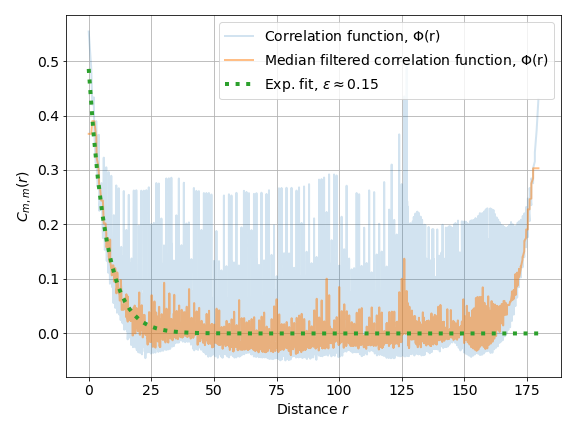 Correlation function, Φ(r)
Median filtered correlation function, Φ(r)
Exp. fit, ε ≈ 0.15
0.5
0.4
0.3
0.2
0.1
0.0
C_{m,m}(r)
0 25 50 75 100 125 150 175
Distance r